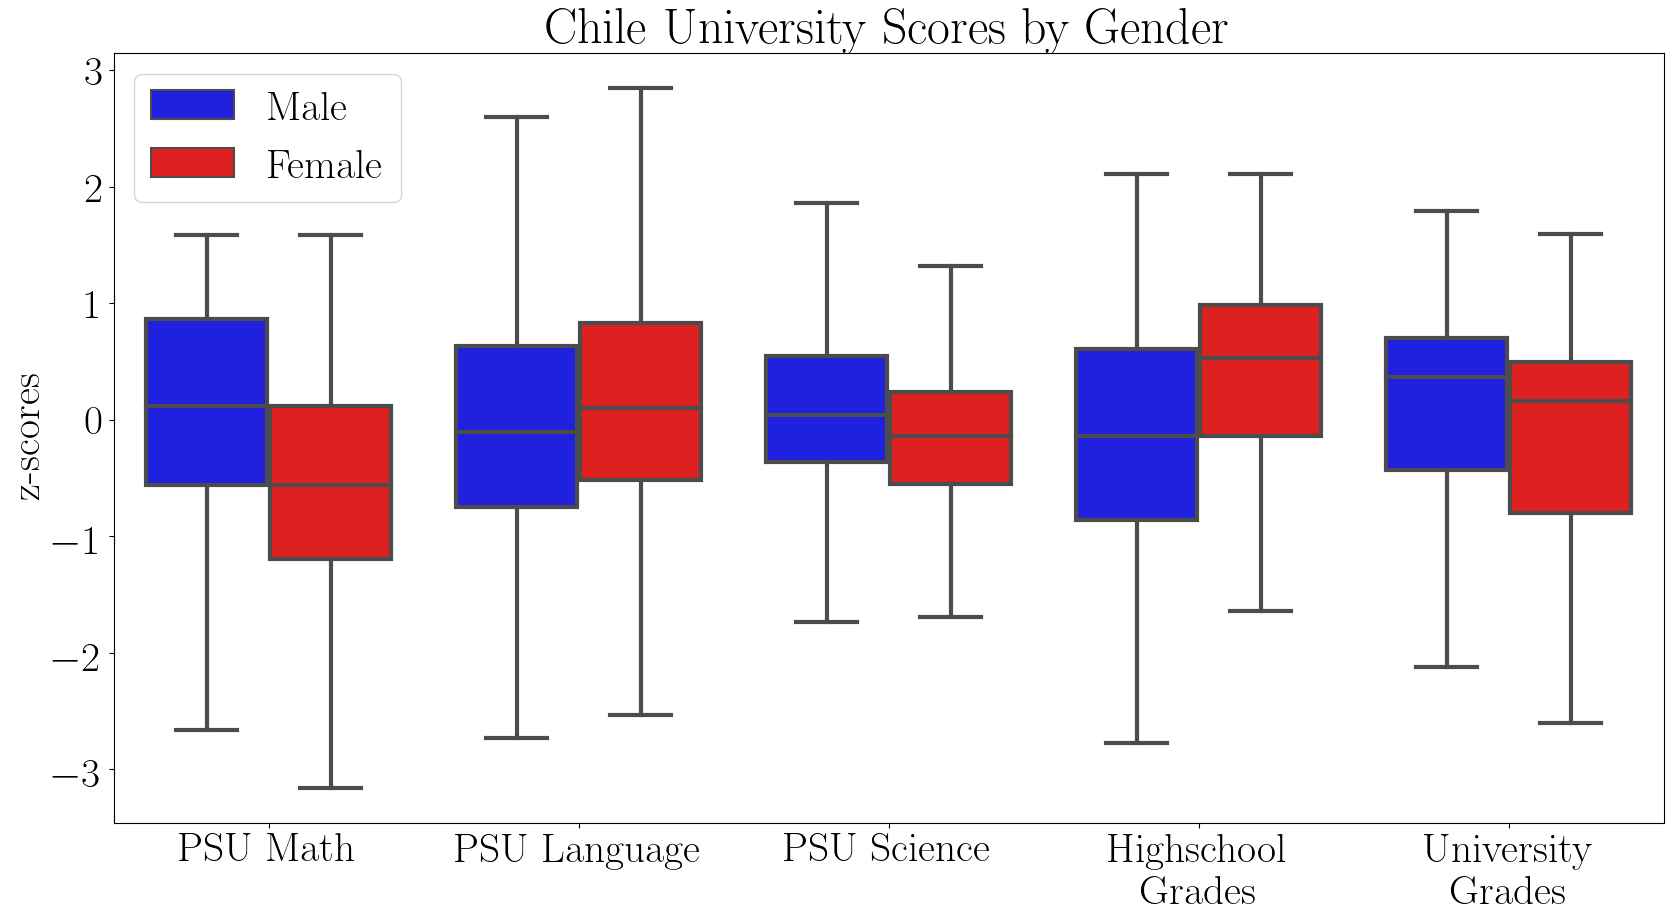 Chile University Scores by Gender
3
2
1
0
−1
−2
−3
z-scores
Male
Female
PSU Math
PSU Language
PSU Science
Highschool
Grades
University
Grades